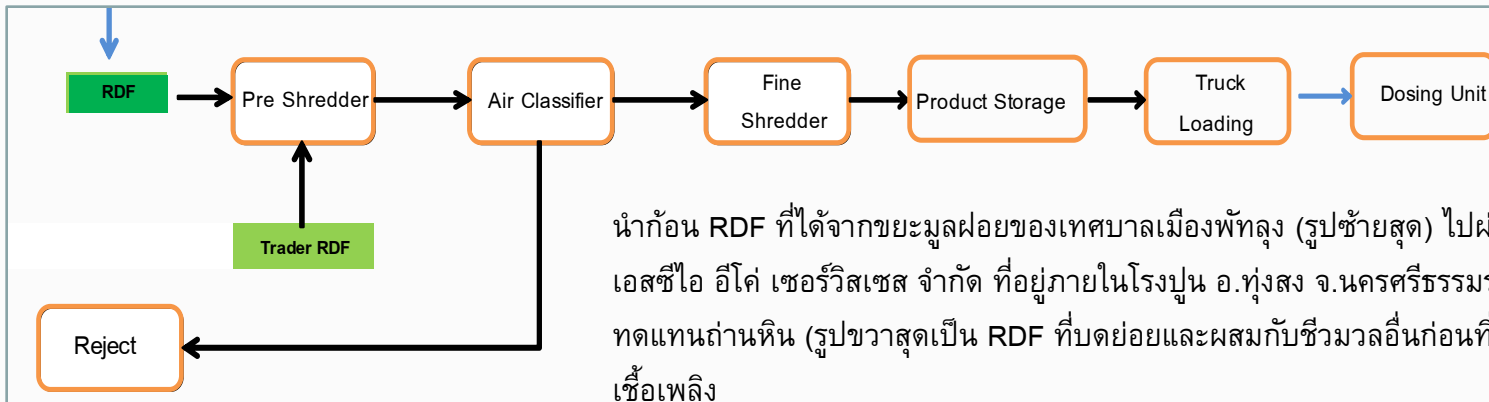 RDF
Pre Shredder
Air Classifier
Fine
Shredder
Product Storage
Truck
Loading
Dosing Unit
Trader RDF
Reject
นำก้อน RDF ที่ได้จากขยะมูลฝอยของเทศบาลเมืองพัทลุง (รูปซ้ายสุด) ไปผ
เอสซีไอ อีโค่ เซอร์วิสเซส จำกัด ที่อยู่ภายในโรงปูน อ.ทุ่งสง จ.นครศรีธรรมร
ทดแทนถ่านหิน (รูปขวาสุดเป็น RDF ที่บดย่อยและผสมกับชีวมวลอื่นก่อนที่
เชื้อเพลิง